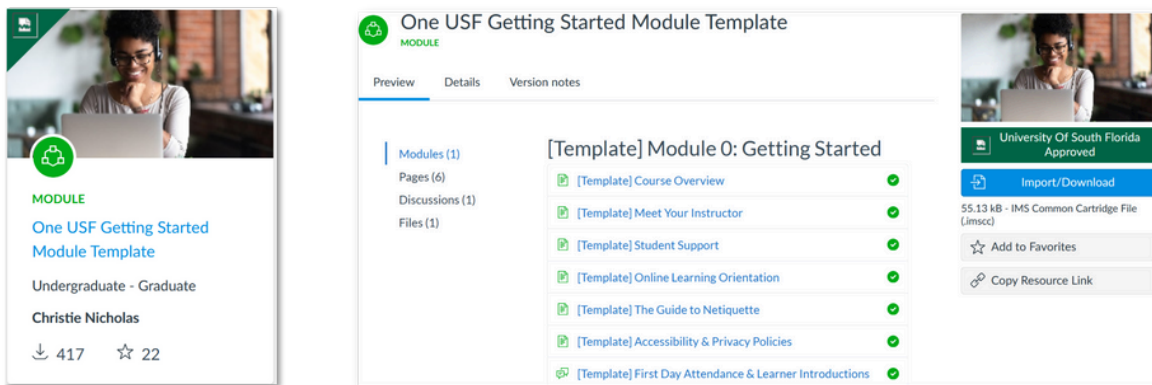 MODULE
One USF Getting Started
Module Template
Undergraduate - Graduate
Christie Nicholas
417 22
One USF Getting Started Module Template
MODULE
Preview Details Version notes
Modules (1)
Pages (6)
Discussions (1)
Files (1)
[Template] Module 0: Getting Started
[Template] Course Overview
[Template] Meet Your Instructor
[Template] Student Support
[Template] Online Learning Orientation
[Template] The Guide to Netiquette
[Template] Accessibility & Privacy Policies
[Template] First Day Attendance & Learner Introductions
University Of South Florida
Approved
Import/Download
55.13 kB - IMS Common Cartridge File
(.imscc)
Add to Favorites
Copy Resource Link